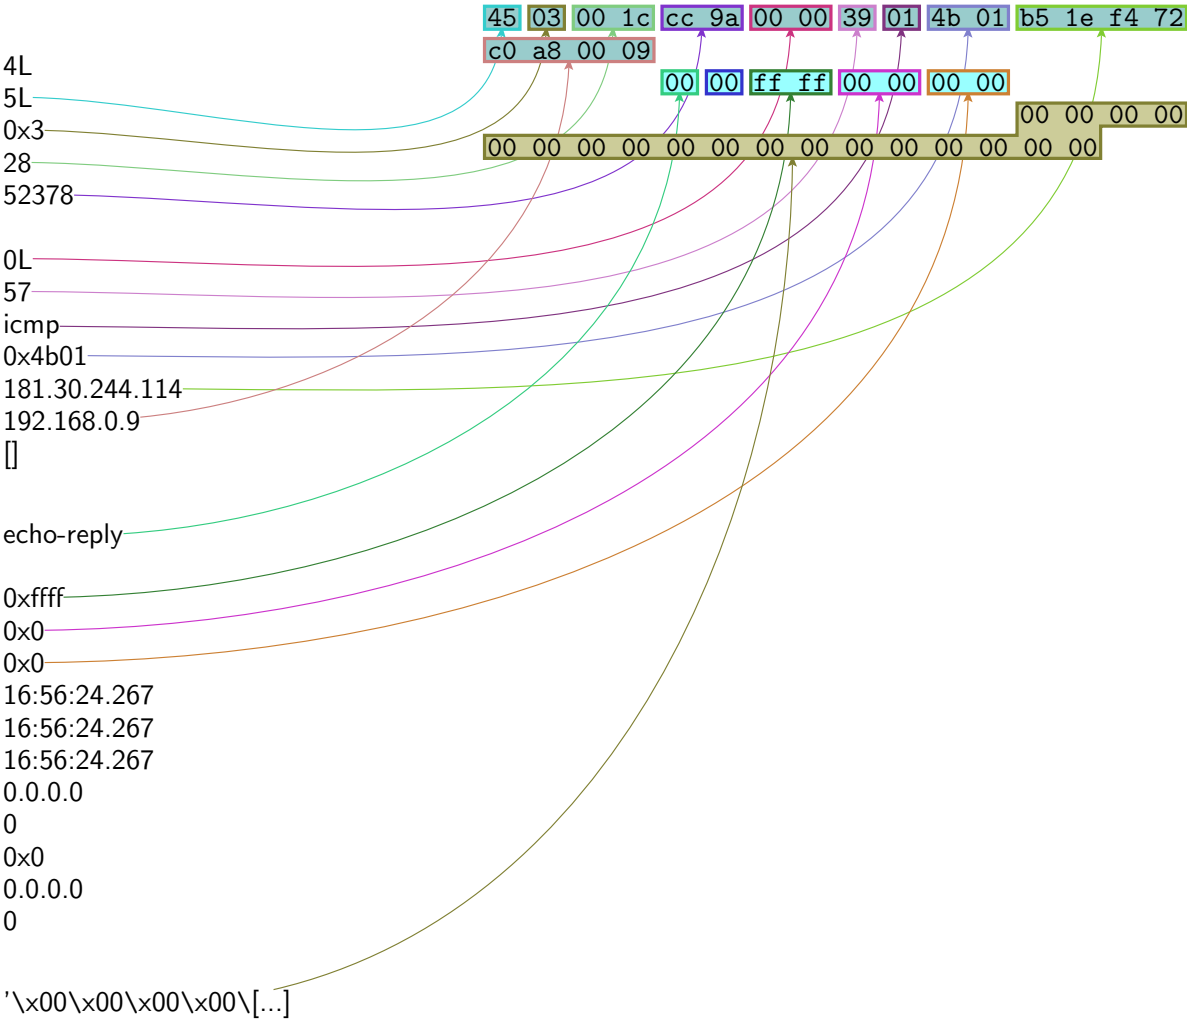 45 03 00 1c cc 9a 00 00 39 01 4b 01 b5 1e f4 72
c0 a8 00 09
4L
00 00 ff ff 00 00 00 00
5L
00 00 00 00
0x3
00 00 00 00 00 00 00 00 00 00 00 00 00 00
28
52378
0L
57
icmp
0x4b01
181.30.244.114
192.168.0.9
[]
echo-reply
0xffff
0x0
0x0
16:56:24.267
16:56:24.267
16:56:24.267
0.0.0.0
0
0x0
0.0.0.0
0
'\x00\x00\x00\x00\[...]